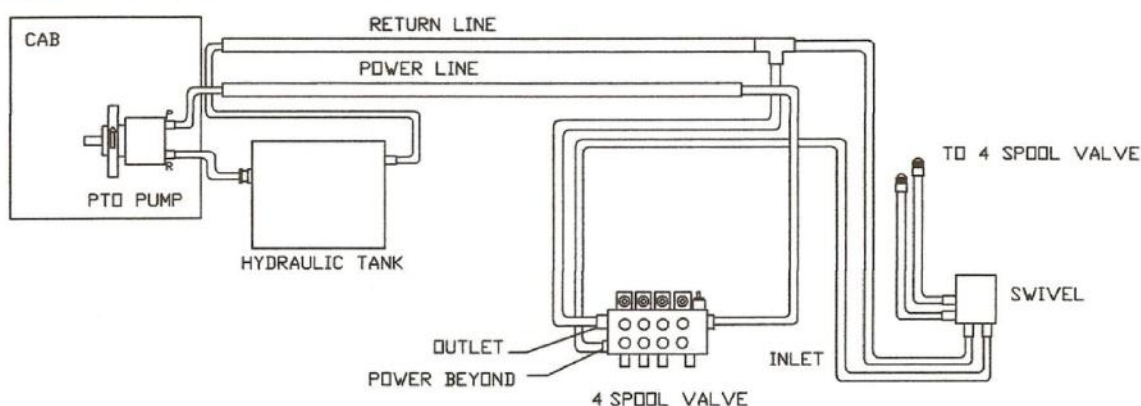 RETURN LINE
CAB
POWER LINE
P
R
PTO PUMP
HYDRAULIC TANK
TO 4 SPOOL VALVE
SWIVEL
OUTLET
INLET
POWER BEYOND
4 SPOOL VALVE